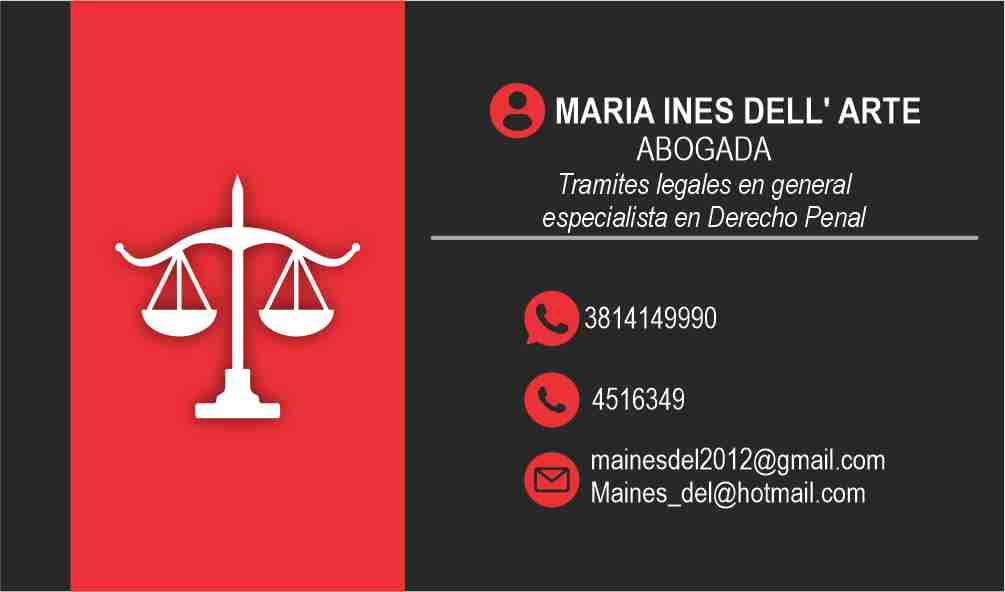 MARIA INES DELL' ARTE
ABOGADA
Tramites legales en general
especialista en Derecho Penal
3814149990
4516349
mainesdel2012@gmail.com
Maines_del@hotmail.com